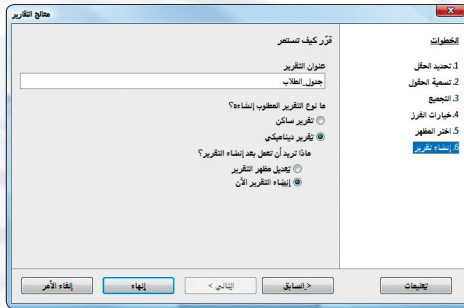 معالج التقارير
الخطوات
1. تحديد الحقل
2. تسمية الحقول
3. التجميع
4. خيارات الفرز
5. اختر المظهر
6. إنشاء تقرير
قرّر كيف تستمر
عنوان التقرير
جدول_الطلاب
ما نوع التقرير المطلوب إنشاءه؟
تقرير ساكن
تقرير ديناميكي
ماذا تريد أن تفعل بعد إنشاء التقرير؟
تعديل مظهر التقرير
إنشاء التقرير الآن
تعليمات
< السابق
التالي >
إنهاء
إلغاء الأمر